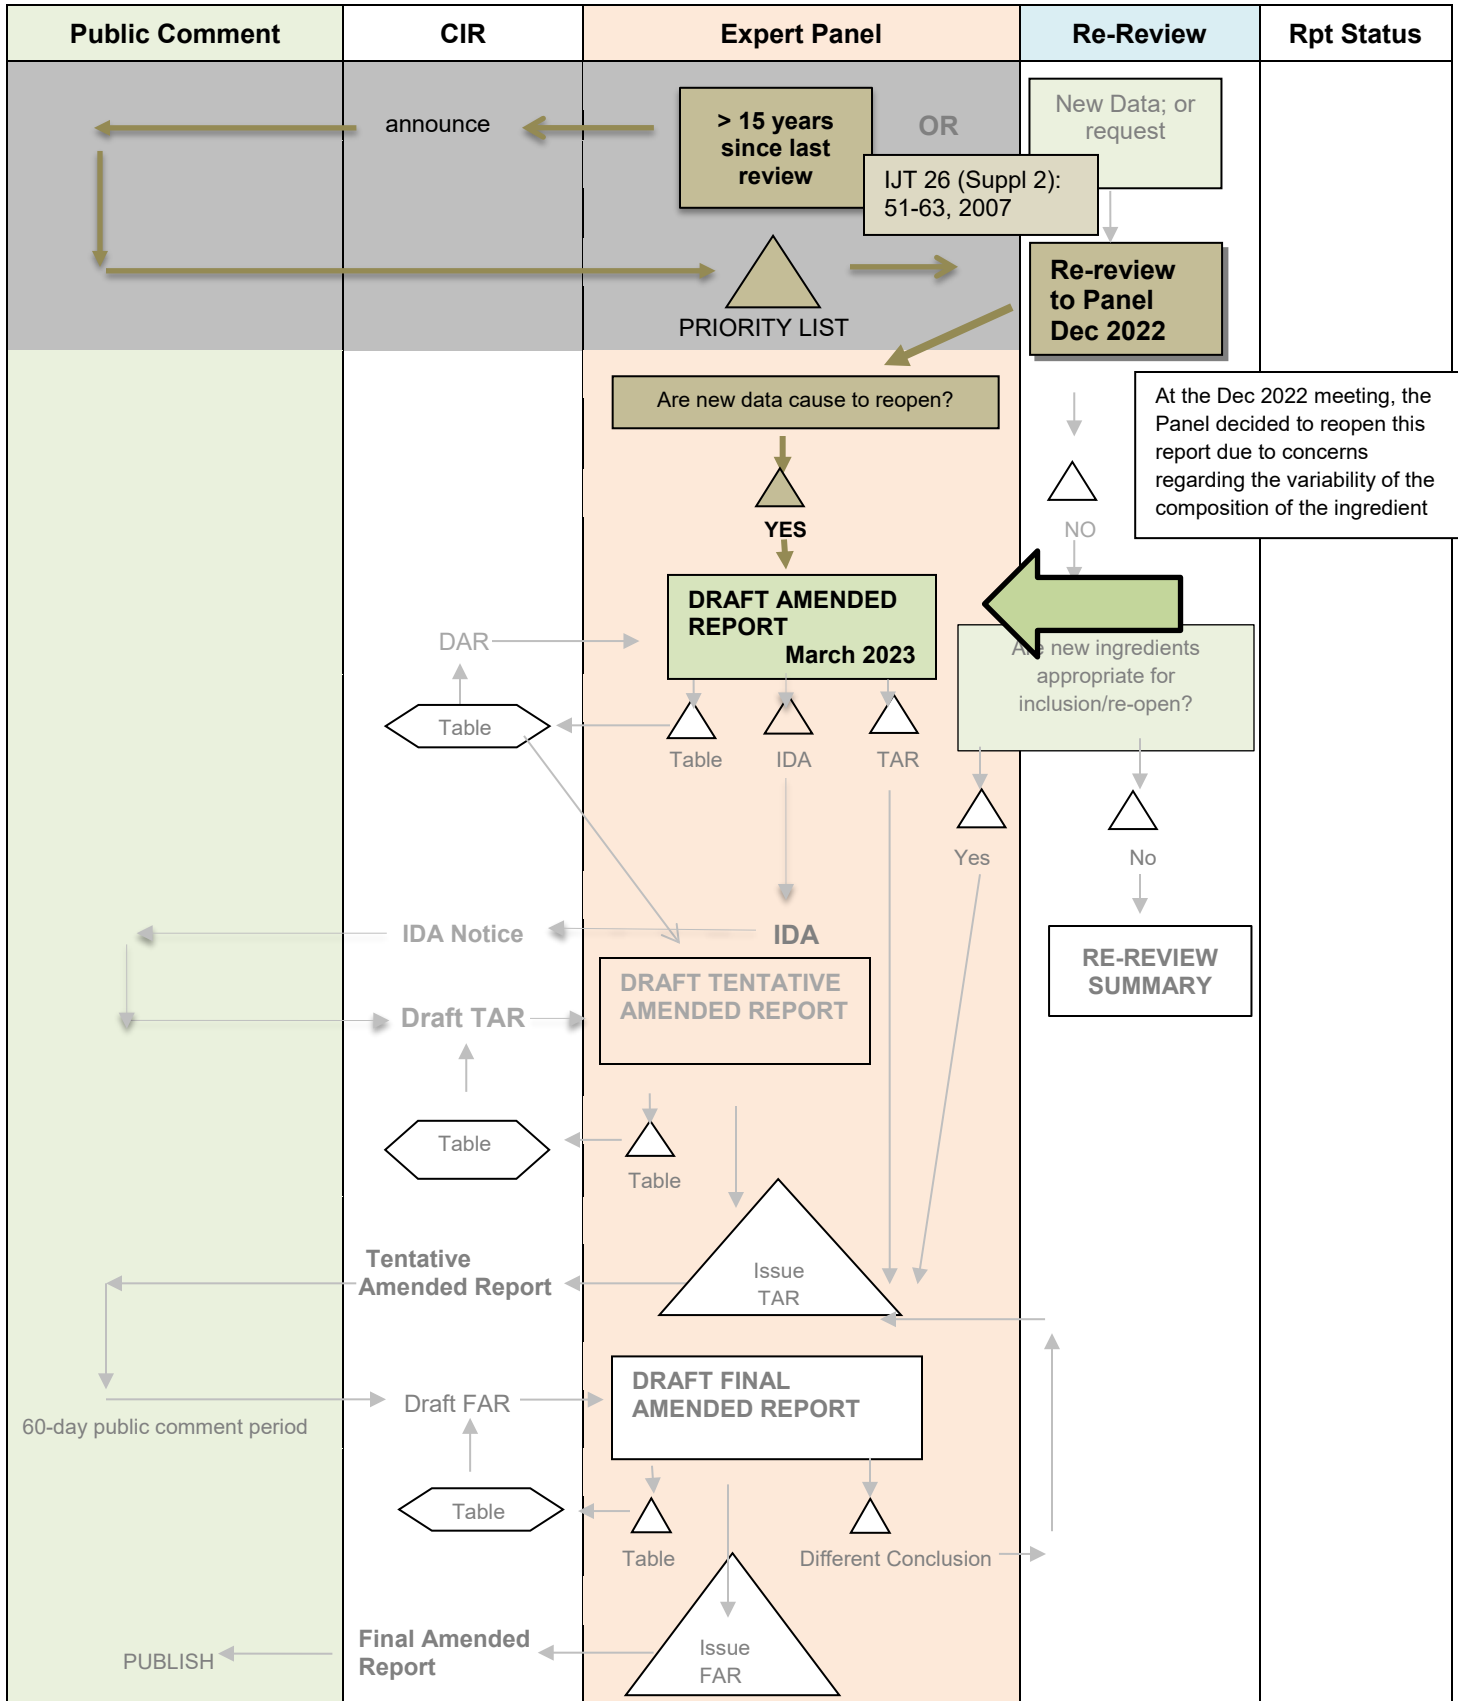 Public Comment
CIR
Expert Panel
Re-Review
Rpt Status
announce
> 15 years
since last
review
OR
New Data; or
request
IJT 26 (Suppl 2):
51-63, 2007
PRIORITY LIST
Re-review
to Panel
Dec 2022
Are new data cause to reopen?
At the Dec 2022 meeting, the
Panel decided to reopen this
report due to concerns
regarding the variability of the
composition of the ingredient
YES
NO
DRAFT AMENDED
REPORT
March 2023
DAR
Table
Table
IDA
TAR
Are new ingredients
appropriate for
inclusion/re-open?
Yes
No
IDA Notice
IDA
RE-REVIEW
SUMMARY
DRAFT TENTATIVE
AMENDED REPORT
Draft TAR
Table
Table
Tentative
Amended Report
Issue
TAR
60-day public comment period
Draft FAR
DRAFT FINAL
AMENDED REPORT
Table
Table
Different Conclusion
PUBLISH
Final Amended
Report
Issue
FAR